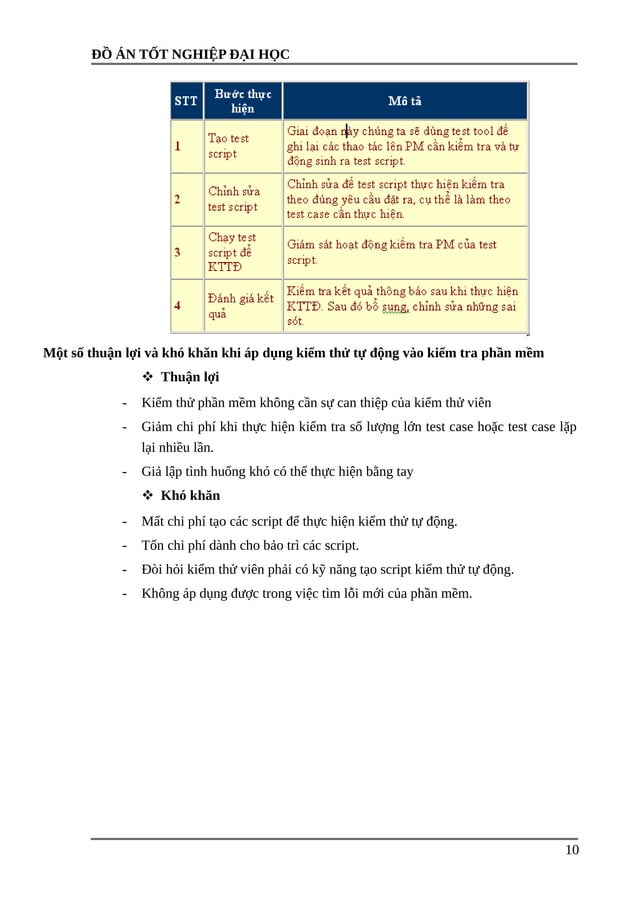 ĐỒ ÁN TỐT NGHIỆP ĐẠI HỌC
STT
Bước thực
hiện
Mô tả
1
Tạo test
script
Giai đoạn này chúng ta sẽ dùng test tool để
ghi lại các thao tác lên PM cần kiểm tra và tự
động sinh ra test script.
2
Chỉnh sửa
test script
Chỉnh sửa để test script thực hiện kiểm tra
theo đúng yêu cầu đặt ra, cụ thể là làm theo
test case cần thực hiện.
3
Chạy test
script để
KTTĐ
Giám sát hoạt động kiểm tra PM của test
script.
4
Đánh giá kết
quả
Kiểm tra kết quả thông báo sau khi thực hiện
KTTĐ. Sau đó bổ sung, chỉnh sửa những sai
sót.
Một số thuận lợi và khó khăn khi áp dụng kiểm thử tự động vào kiểm tra phần mềm
❖ Thuận lợi
- Kiểm thử phần mềm không cần sự can thiệp của kiểm thử viên
- Giảm chi phí khi thực hiện kiểm tra số lượng lớn test case hoặc test case lặp
lại nhiều lần.
- Giả lập tình huống khó có thể thực hiện bằng tay
❖ Khó khăn
- Mất chi phí tạo các script để thực hiện kiểm thử tự động.
- Tốn chi phí dành cho bảo trì các script.
- Đòi hỏi kiểm thử viên phải có kỹ năng tạo script kiểm thử tự động.
- Không áp dụng được trong việc tìm lỗi mới của phần mềm.
10